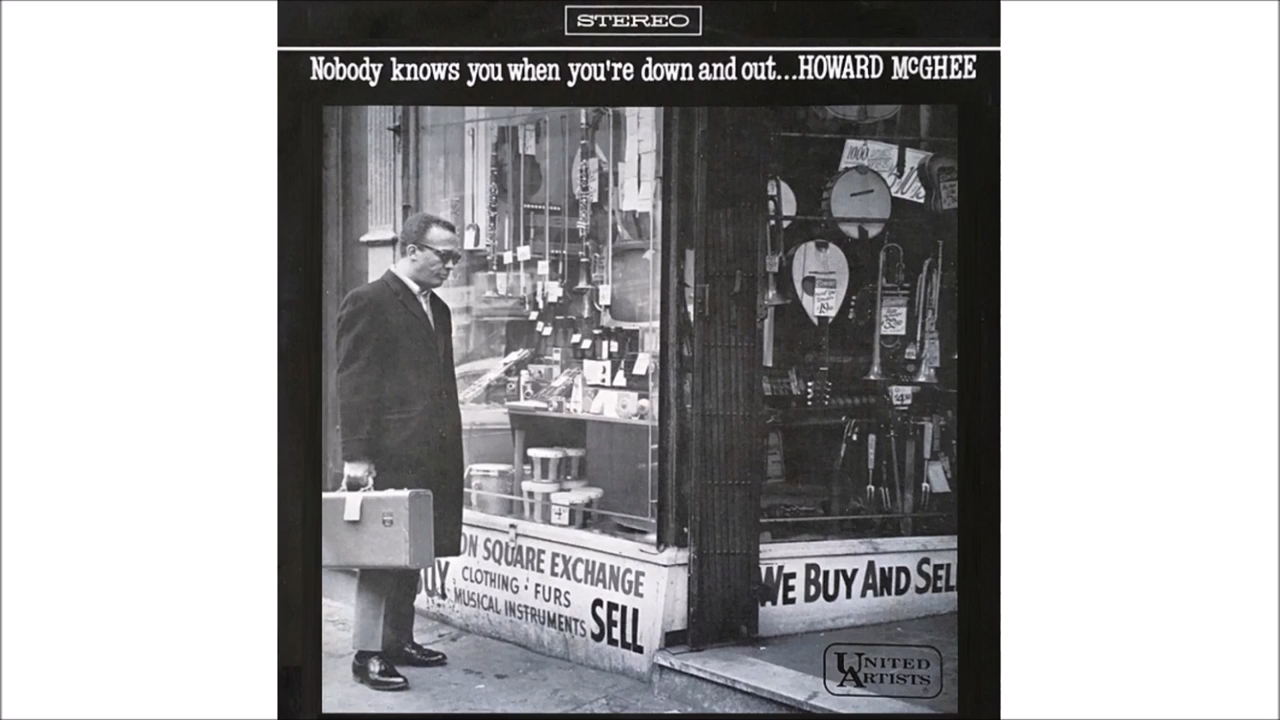 STEREO
Nobody knows you when you're down and out...HOWARD McGHEE
ON SQUARE EXCHANGE
BUY CLOTHING · FURS
MUSICAL INSTRUMENTS SELL
WE BUY AND SELL
UNITED
ARTISTS